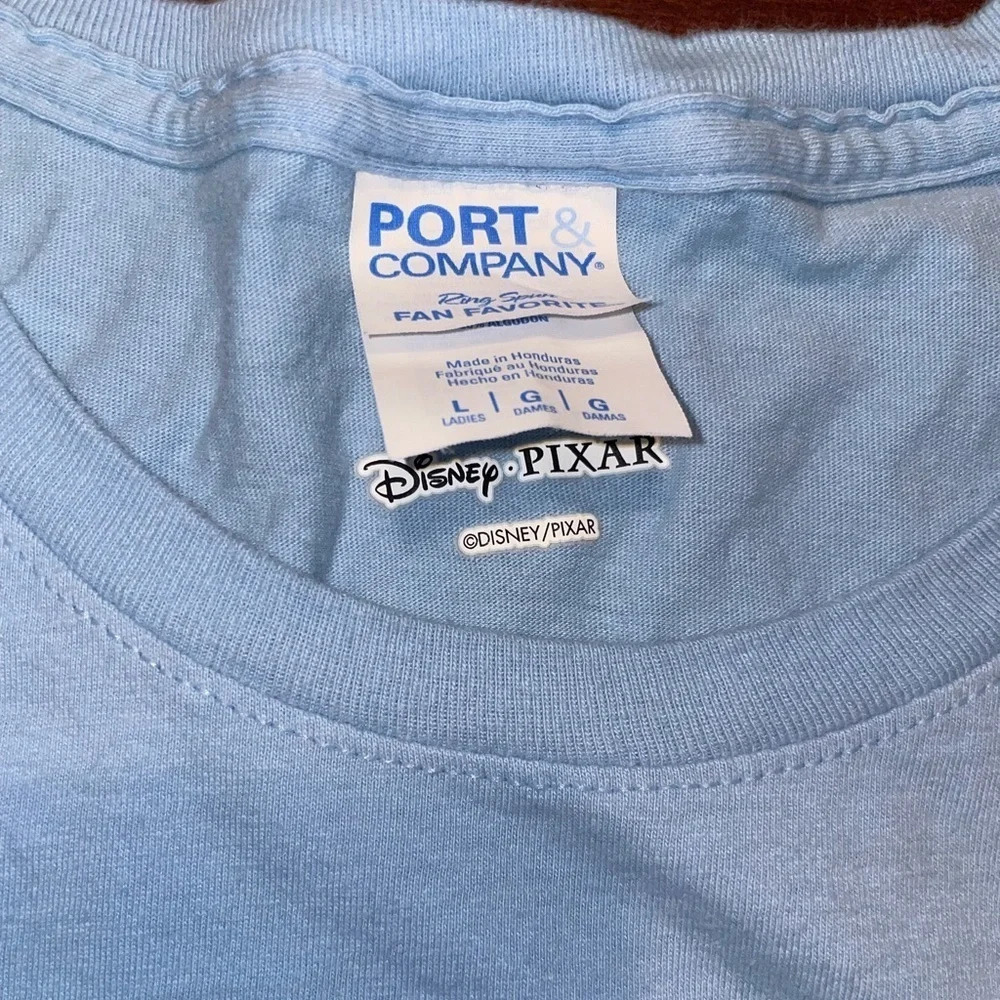 PORT &
COMPANY®
Ring Spun
FAN FAVORITE
ALGODON
Made in Honduras
Fabriqué au Honduras
Hecho en Honduras
L | G | G
LADIES DAMES DAMAS
Disney · PIXAR
©DISNEY/PIXAR